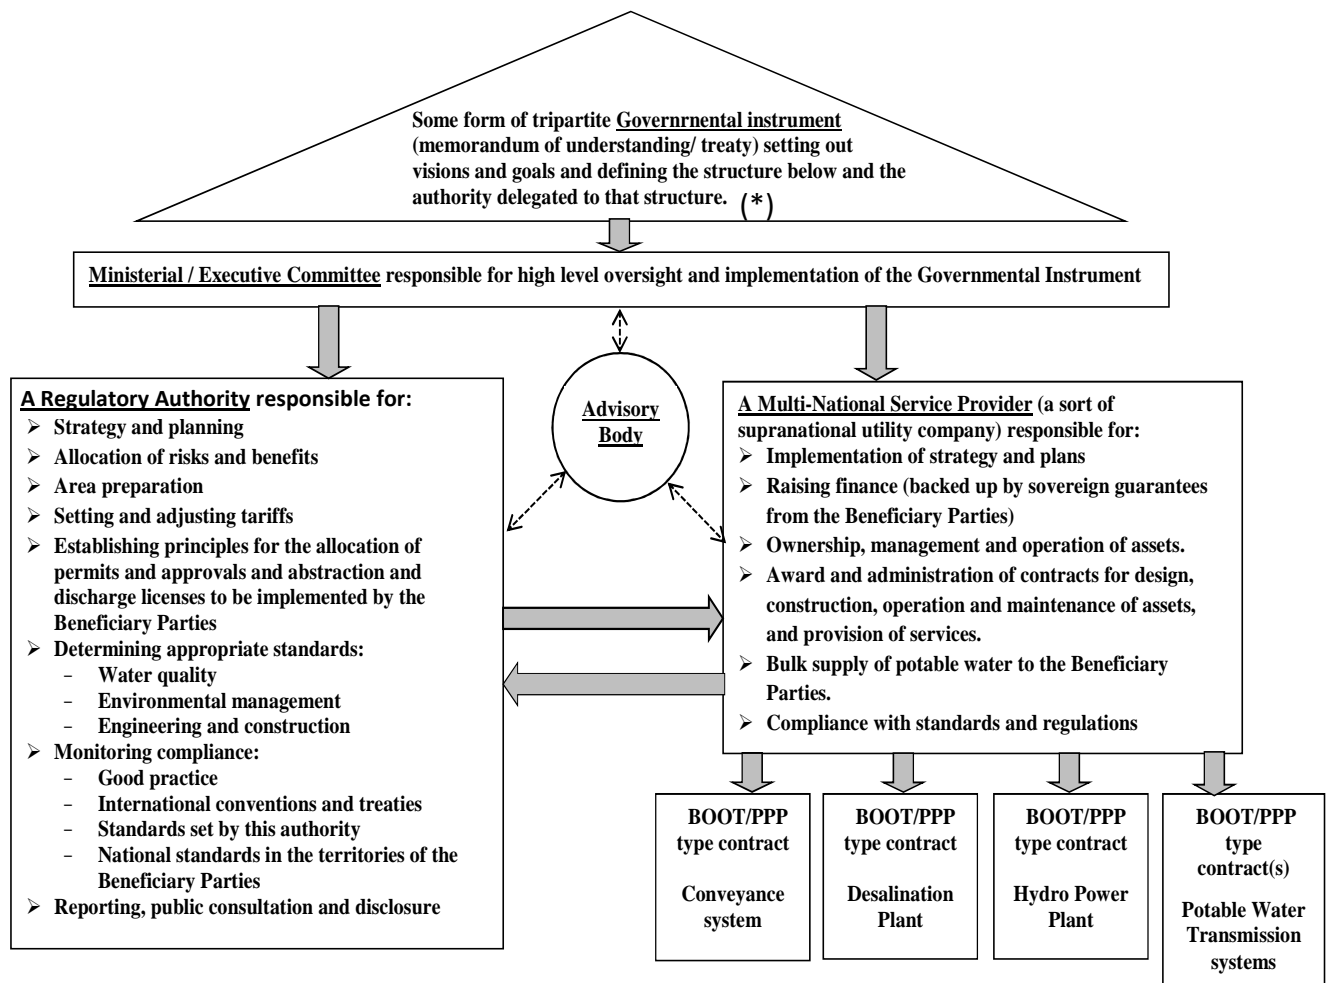 Some form of tripartite Governrnental instrument
(memorandum of understanding/ treaty) setting out
visions and goals and defining the structure below and the
authority delegated to that structure. (*)
Ministerial / Executive Committee responsible for high level oversight and implementation of the Governmental Instrument
A Regulatory Authority responsible for:
➢ Strategy and planning
➢ Allocation of risks and benefits
➢ Area preparation
➢ Setting and adjusting tariffs
➢ Establishing principles for the allocation of
permits and approvals and abstraction and
discharge licenses to be implemented by the
Beneficiary Parties
➢ Determining appropriate standards:
– Water quality
– Environmental management
– Engineering and construction
➢ Monitoring compliance:
– Good practice
– International conventions and treaties
– Standards set by this authority
– National standards in the territories of the
Beneficiary Parties
➢ Reporting, public consultation and disclosure
Advisory
Body
A Multi-National Service Provider (a sort of
supranational utility company) responsible for:
➢ Implementation of strategy and plans
➢ Raising finance (backed up by sovereign guarantees
from the Beneficiary Parties)
➢ Ownership, management and operation of assets.
➢ Award and administration of contracts for design,
construction, operation and maintenance of assets,
and provision of services.
➢ Bulk supply of potable water to the Beneficiary
Parties.
➢ Compliance with standards and regulations
BOOT/PPP
type contract
Conveyance
system
BOOT/PPP
type contract
Desalination
Plant
BOOT/PPP
type contract
Hydro Power
Plant
BOOT/PPP
type
contract(s)
Potable Water
Transmission
systems